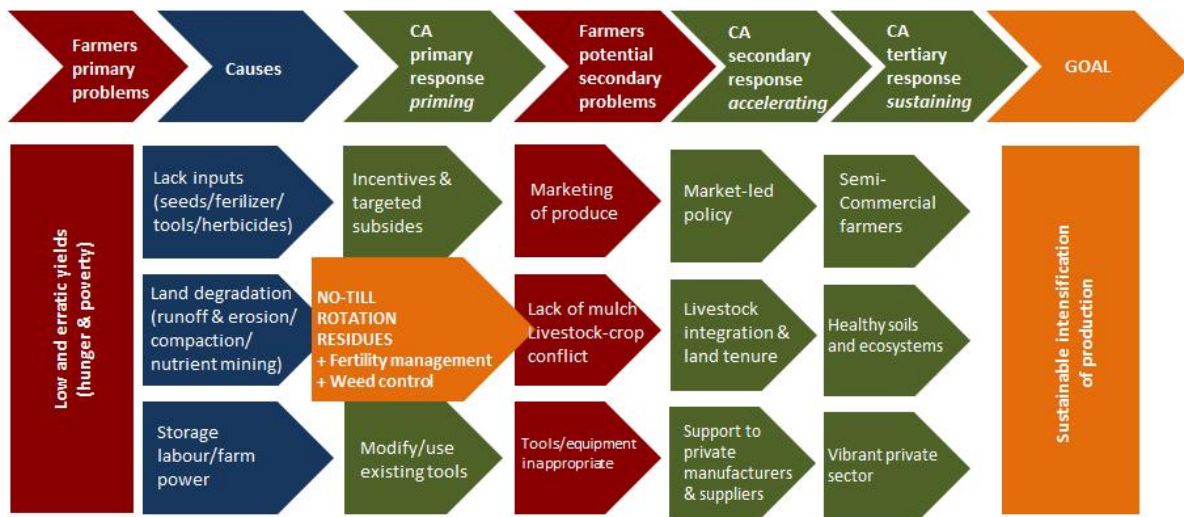 Farmers
primary
problems
Causes
CA
primary
response
priming
Farmers
potential
secondary
problems
CA
secondary
response
accelerating
CA
tertiary
response
sustaining
GOAL
Low and erratic yields
(hunger & poverty)
Lack inputs
(seeds/ferilizer/
tools/herbicides)
Incentives &
targeted
subsides
Marketing
of produce
Market-led
policy
Semi-
Commercial
farmers
Land degradation
(runoff & erosion/
compaction/
nutrient mining)
NO-TILL
ROTATION
RESIDUES
+ Fertility management
+ Weed control
Lack of mulch
Livestock-crop
conflict
Livestock
integration &
land tenure
Healthy soils
and ecosystems
Storage
labour/farm
power
Modify/use
existing tools
Tools/equipment
inappropriate
Support to
private
manufacturers
& suppliers
Vibrant private
sector
Sustainable intensification
of production